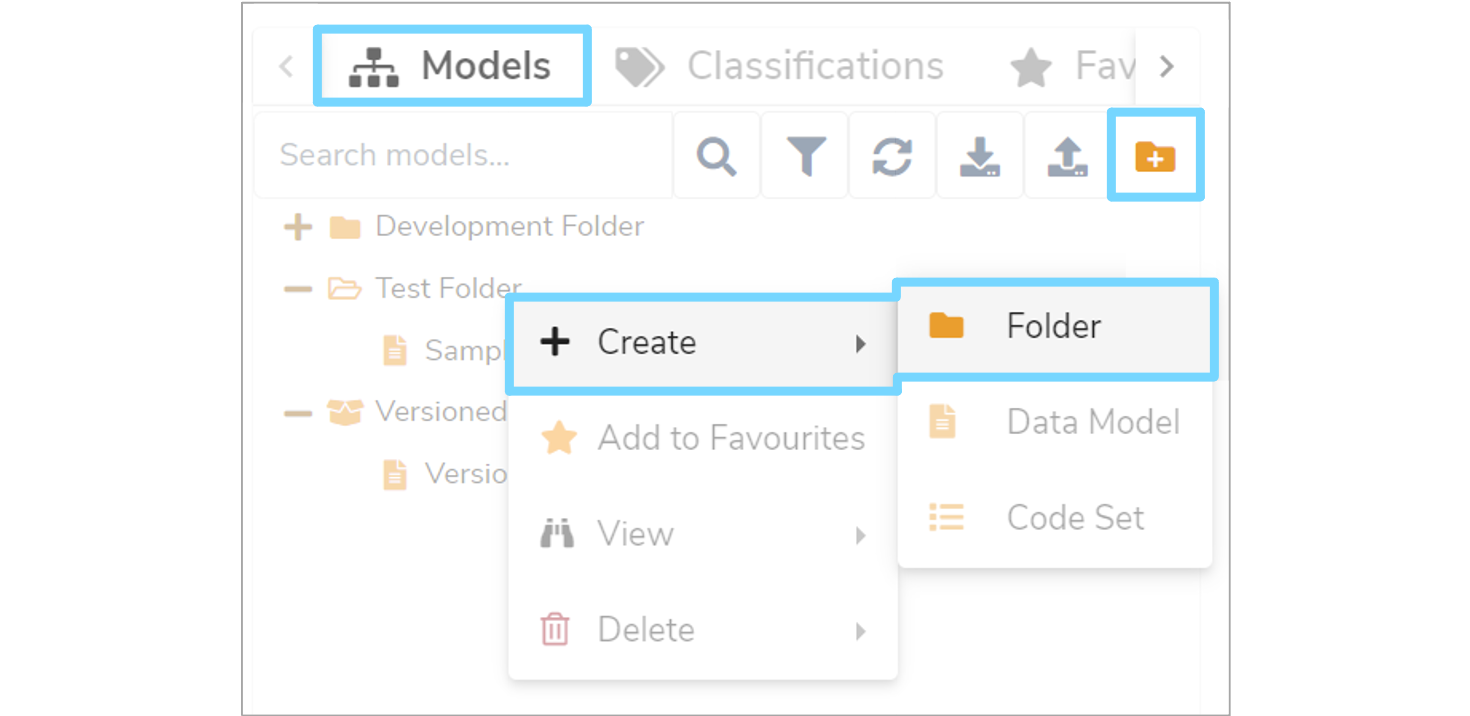 Models Classifications Fav
Search models...
Development Folder
Test Folder
Sampl
Versioned
Versio
Create
Add to Favourites
View
Delete
Folder
Data Model
Code Set